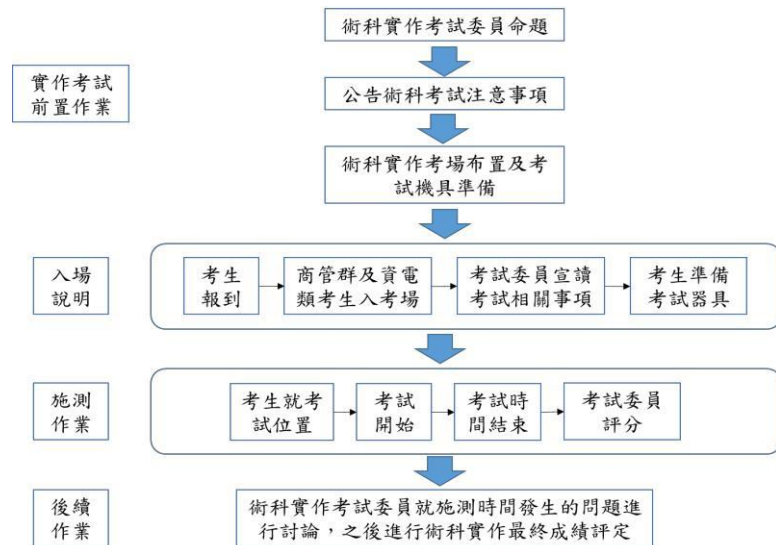 術科實作考試委員命題
實作考試
前置作業
公告術科考試注意事項
術科實作考場布置及考
試機具準備
入場
說明
考生
報到
商管群及資電
類考生入考場
考試委員宣讀
考試相關事項
考生準備
考試器具
施測
作業
考生就考
試位置
考試
開始
考試時
間結束
考試委員
評分
後續
作業
術科實作考試委員就施測時間發生的問題進
行討論，之後進行術科實作最終成績評定